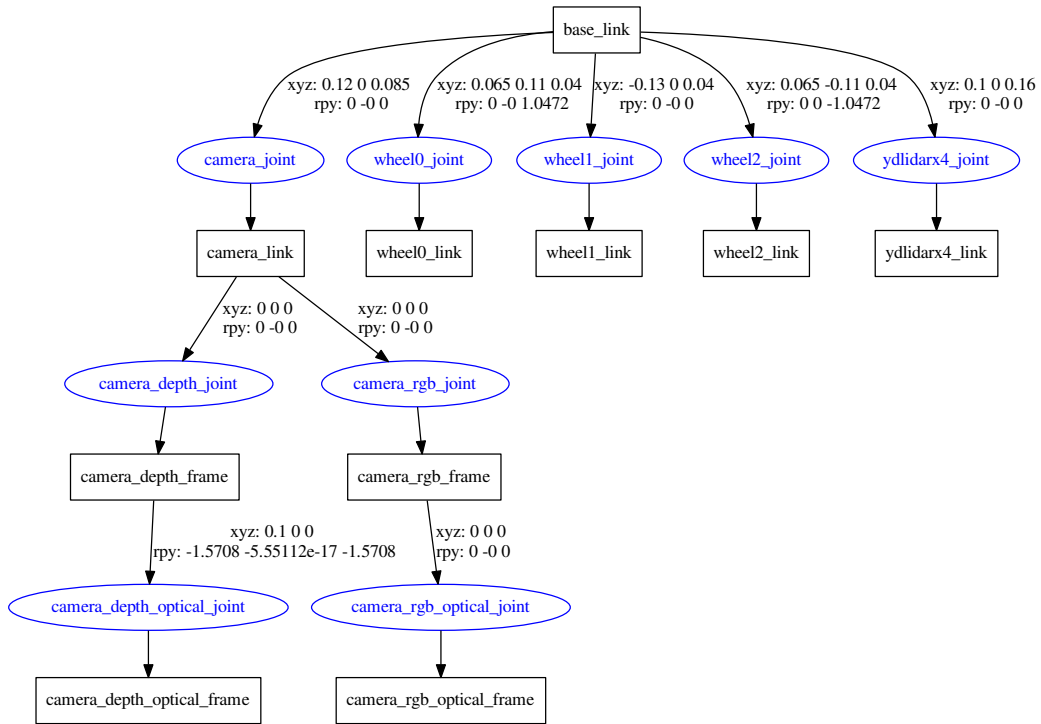 base_link
xyz: 0.12 0 0.085
rpy: 0 -0 0
xyz: 0.065 0.11 0.04
rpy: 0 -0 1.0472
xyz: -0.13 0 0.04
rpy: 0 -0 0
xyz: 0.065 -0.11 0.04
rpy: 0 0 -1.0472
xyz: 0.1 0 0.16
rpy: 0 -0 0
camera_joint
wheel0_joint
wheel1_joint
wheel2_joint
ydlidarx4_joint
camera_link
wheel0_link
wheel1_link
wheel2_link
ydlidarx4_link
xyz: 0 0 0
rpy: 0 -0 0
xyz: 0 0 0
rpy: 0 -0 0
camera_depth_joint
camera_rgb_joint
camera_depth_frame
camera_rgb_frame
xyz: 0.1 0 0
rpy: -1.5708 -5.55112e-17 -1.5708
xyz: 0 0 0
rpy: 0 -0 0
camera_depth_optical_joint
camera_rgb_optical_joint
camera_depth_optical_frame
camera_rgb_optical_frame